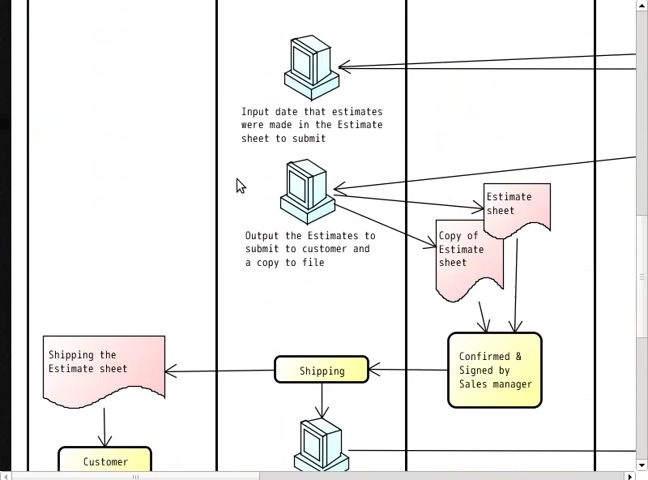 Input date that estimates
were made in the Estimate
sheet to submit
Estimate
sheet
Output the Estimates to
submit to customer and
a copy to file
Copy of
Estimate
sheet
Shipping the
Estimate sheet
Shipping
Confirmed &
Signed by
Sales manager
Customer